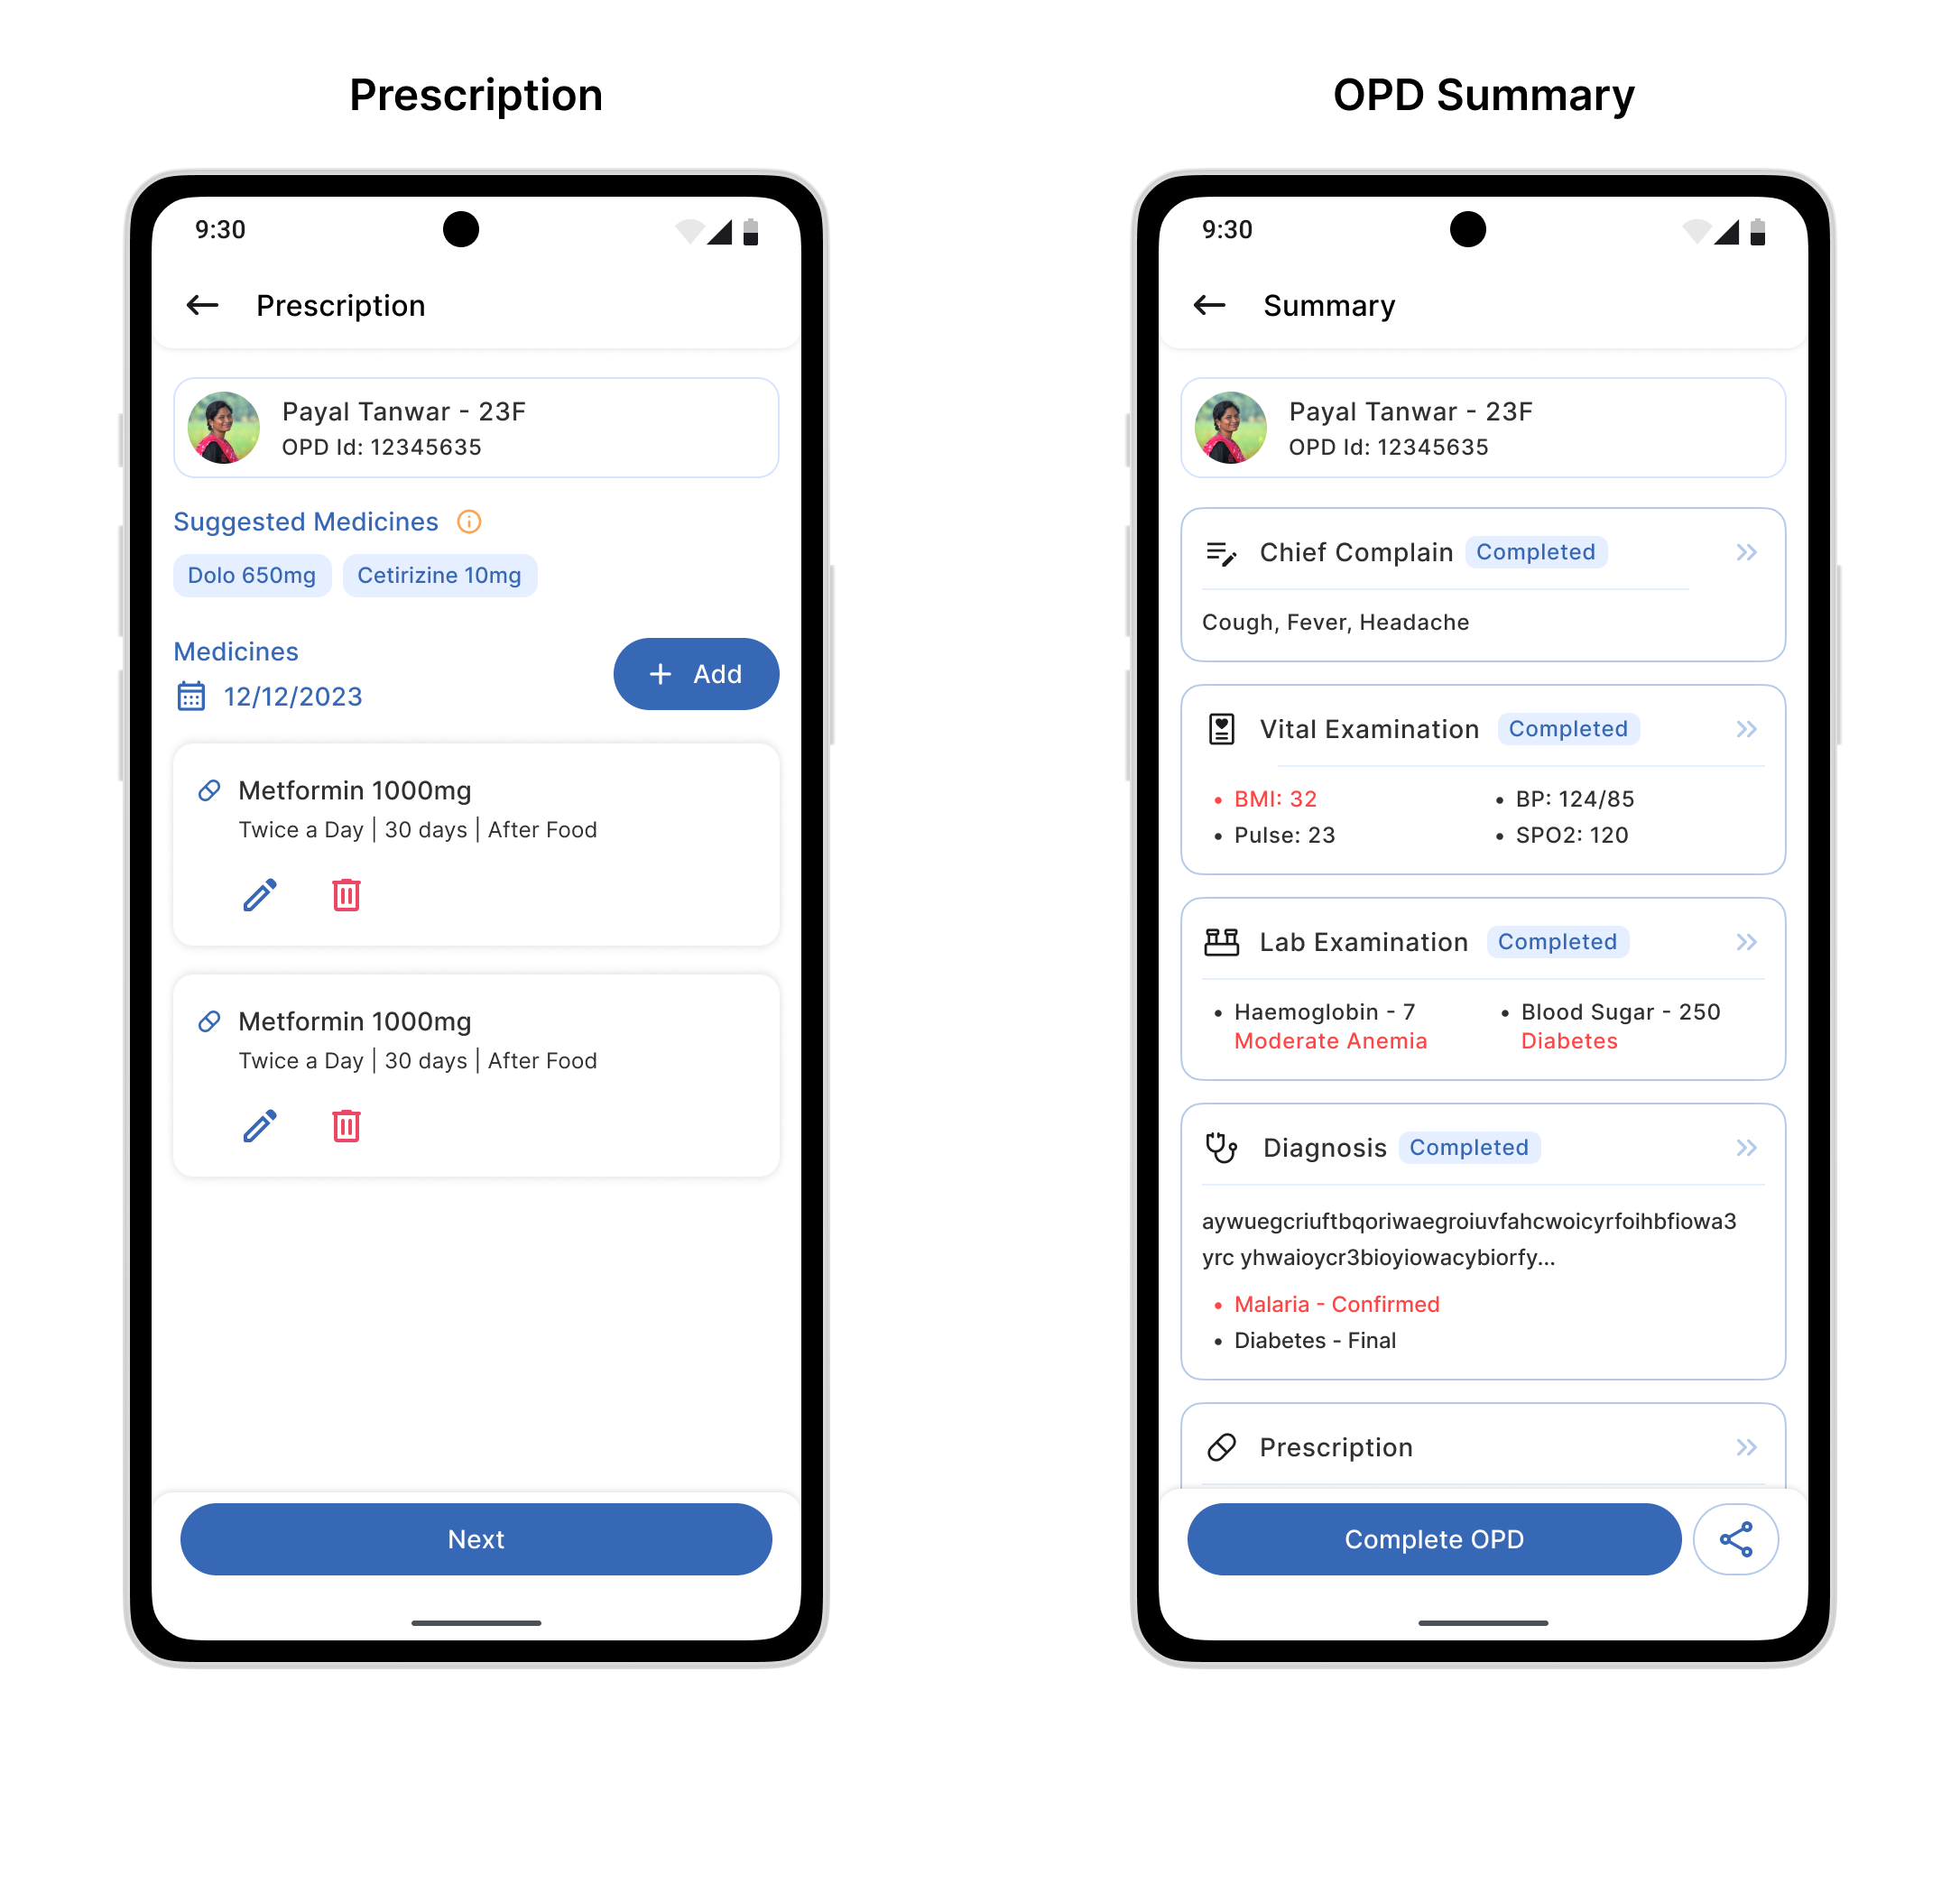 Prescription
9:30
Prescription
Payal Tanwar - 23F
OPD Id: 12345635
Suggested Medicines
Dolo 650mg
Cetirizine 10mg
Medicines
12/12/2023
+ Add
Metformin 1000mg
Twice a Day | 30 days | After Food
Metformin 1000mg
Twice a Day | 30 days | After Food
Next
OPD Summary
9:30
Summary
Payal Tanwar - 23F
OPD Id: 12345635
Chief Complain Completed
Cough, Fever, Headache
Vital Examination Completed
• BMI: 32 • BP: 124/85
• Pulse: 23 • SPO2: 120
Lab Examination Completed
• Haemoglobin - 7 • Blood Sugar - 250
Moderate Anemia Diabetes
Diagnosis Completed
aywuegcriuftbqoriwaegroiuvfahcwoicyrfoihbfiowa3
yrc yhwaioycr3bioyiowacybiorfy...
• Malaria - Confirmed
• Diabetes - Final
Prescription
Complete OPD